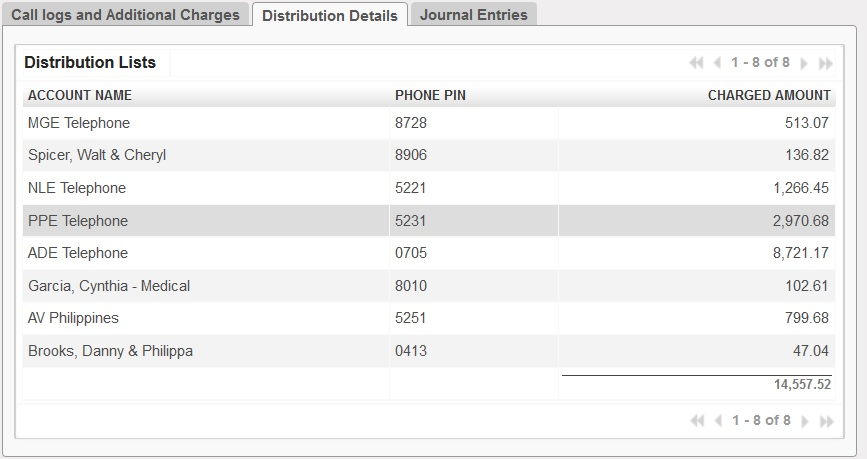 Call logs and Additional Charges Distribution Details Journal Entries
Distribution Lists 1 - 8 of 8
ACCOUNT NAME PHONE PIN CHARGED AMOUNT
MGE Telephone 8728 513.07
Spicer, Walt & Cheryl 8906 136.82
NLE Telephone 5221 1,266.45
PPE Telephone 5231 2,970.68
ADE Telephone 0705 8,721.17
Garcia, Cynthia - Medical 8010 102.61
AV Philippines 5251 799.68
Brooks, Danny & Philippa 0413 47.04
14,557.52
1 - 8 of 8